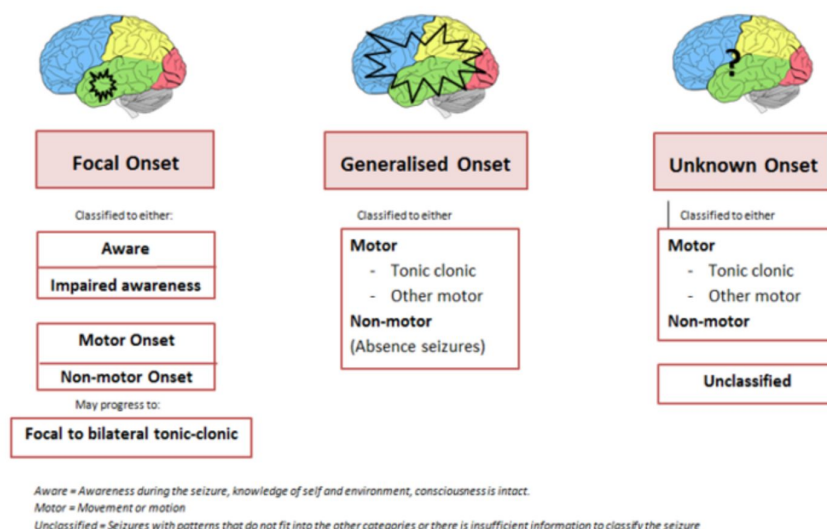 ?
Focal Onset
Classified to either:
Aware
Impaired awareness
Motor Onset
Non-motor Onset
May progress to:
Focal to bilateral tonic-clonic
Generalised Onset
Classified to either
Motor
- Tonic clonic
- Other motor
Non-motor
(Absence seizures)
Unknown Onset
Classified to either
Motor
- Tonic clonic
- Other motor
Non-motor
Unclassified
Aware = Awareness during the seizure, knowledge of self and environment, consciousness is intact.
Motor = Movement or motion
Unclassified = Seizures with patterns that do not fit into the other categories or there is insufficient information to classify the seizure